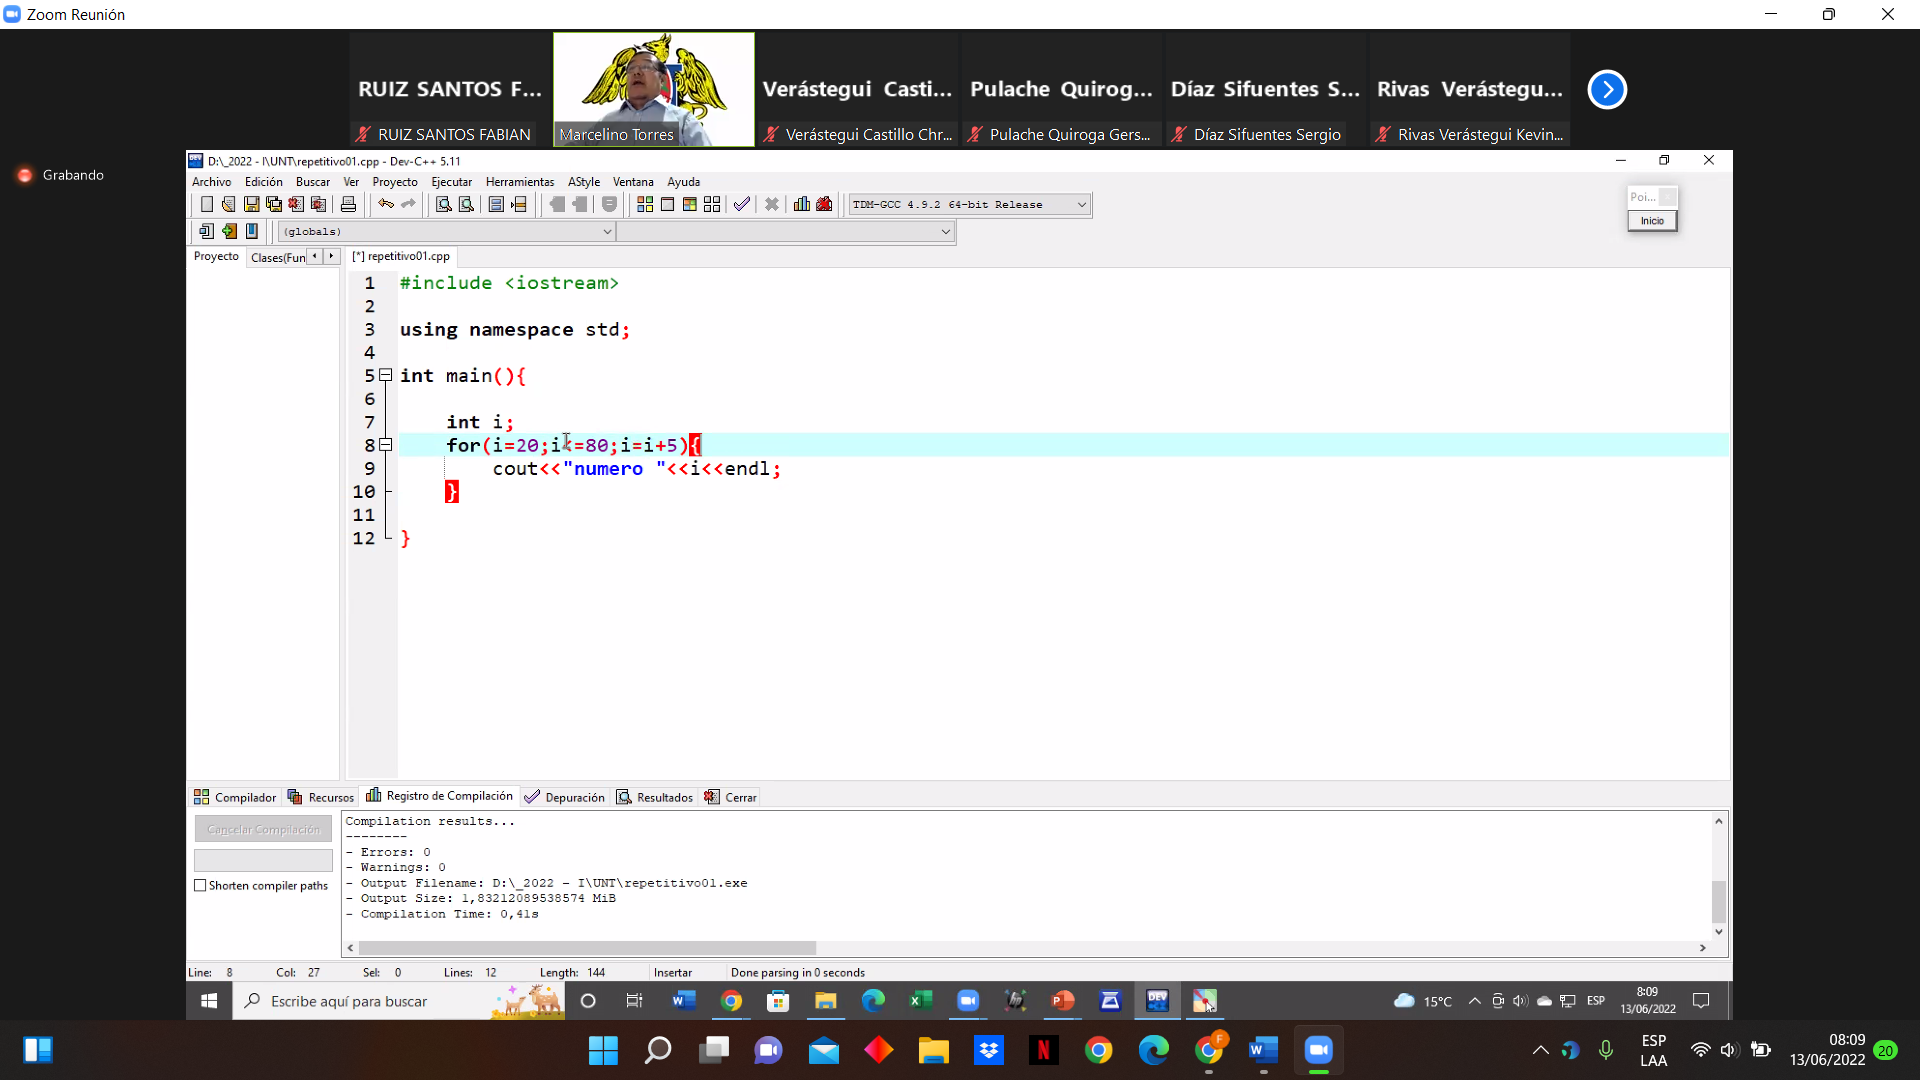 Zoom Reunión
RUIZ SANTOS F...
Verástegui Casti...
Pulache Quirog...
Díaz Sifuentes S...
Rivas Verástegu...
RUIZ SANTOS FABIAN
Marcelino Torres
Verástegui Castillo Chr...
Pulache Quiroga Gers...
Díaz Sifuentes Sergio
Rivas Verástegui Kevin...
Grabando
D:\_2022 - I\UNT\repetitivo01.cpp - Dev-C++ 5.11
Archivo Edición Buscar Ver Proyecto Ejecutar Herramientas AStyle Ventana Ayuda
TDM-GCC 4.9.2 64-bit Release
Poi...
Inicio
(globals)
Proyecto Clases(Fun
[*] repetitivo01.cpp
1 #include <iostream>
2
3 using namespace std;
4
5 int main(){
6
7 int i;
8 for(i=20;i<=80;i=i+5){
9 cout<<"numero "<<i<<endl;
10 }
11
12 }
Compilador Recursos Registro de Compilación Depuración Resultados Cerrar
Cancelar Compilación
Shorten compiler paths
Compilation results...
--------
- Errors: 0
- Warnings: 0
- Output Filename: D:\_2022 - I\UNT\repetitivo01.exe
- Output Size: 1,83212089538574 MiB
- Compilation Time: 0,41s
Line: 8 Col: 27 Sel: 0 Lines: 12 Length: 144 Insertar Done parsing in 0 seconds
Escribe aquí para buscar
DEV
15°C
ESP
8:09
13/06/2022
ESP
LAA
08:09
13/06/2022
20